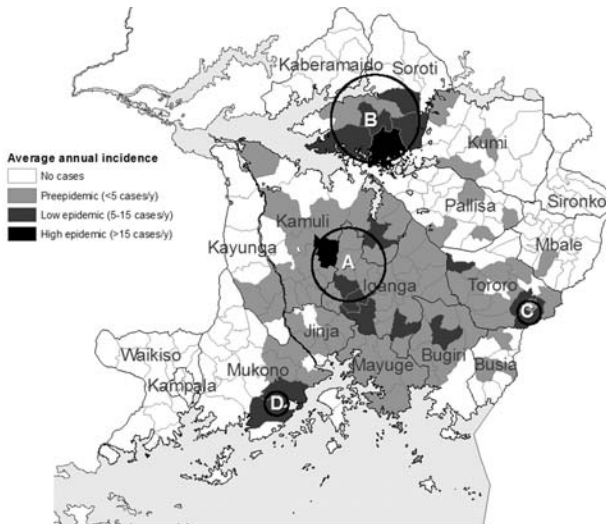 Kaberamaido
Soroti
B
Kumi
Average annual incidence
No cases
Preepidemic (<5 cases/y)
Low epidemic (5-15 cases/y)
High epidemic (>15 cases/y)
Pallisa
Sironko
Kamuli
Mbale
Kayunga
A
Iganga
Tororo
C
Jinja
Waikiso
Mukono
Mayuge
Bugiri
Busia
Kampala
D